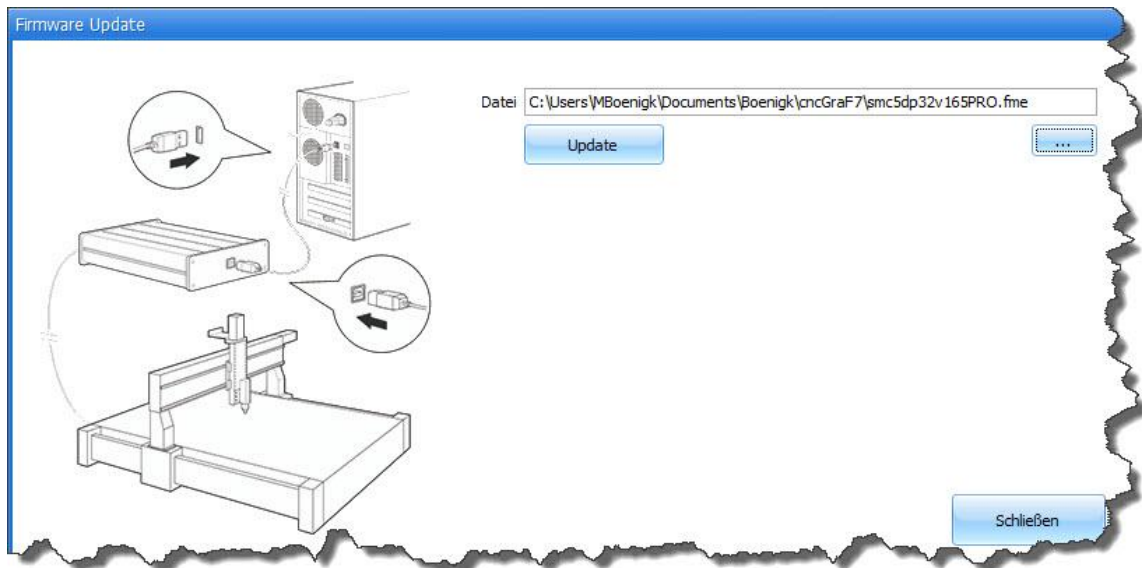 Firmware Update
Datei C:\Users\MBoenigk\Documents\Boenigk\cncGraF7\smc5dp32v165PRO.fme
Update ...
Schließen